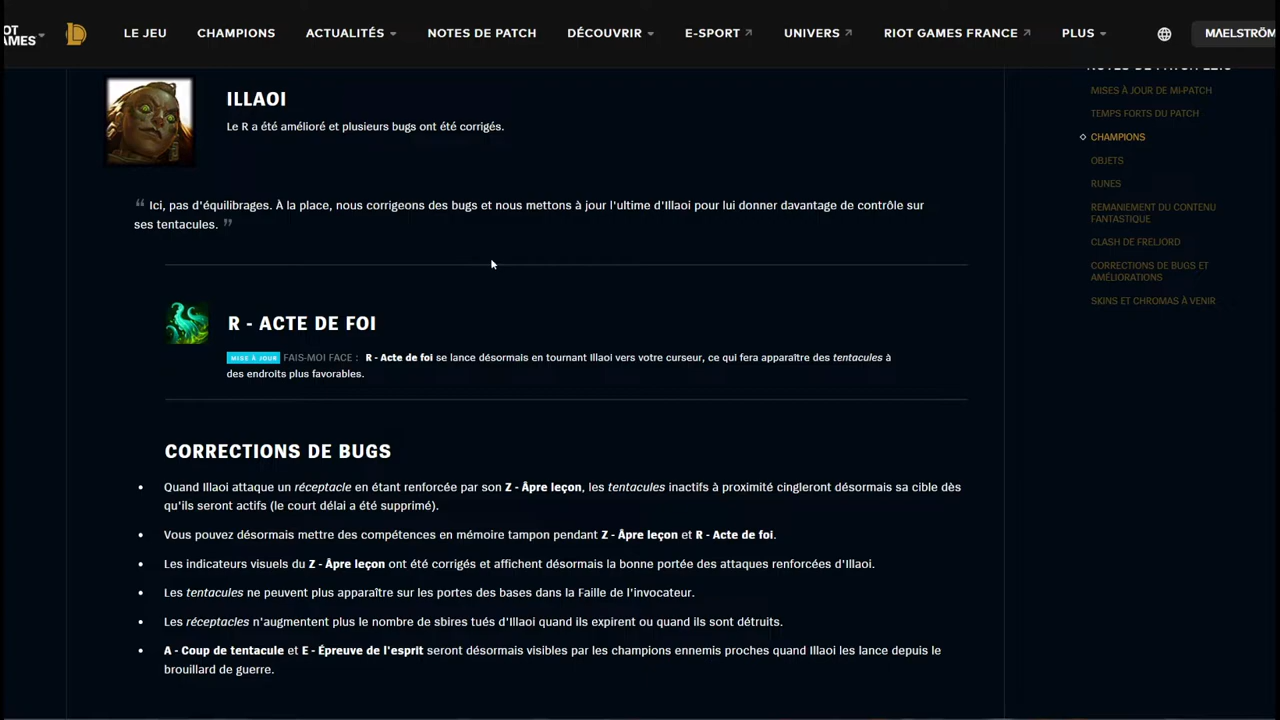 LE JEU CHAMPIONS ACTUALITÉS NOTES DE PATCH DÉCOUVRIR E-SPORT UNIVERS RIOT GAMES FRANCE PLUS MAELSTRÖM
ILLAOI
Le R a été amélioré et plusieurs bugs ont été corrigés.
“ Ici, pas d'équilibrages. À la place, nous corrigeons des bugs et nous mettons à jour l'ultime d'Illaoi pour lui donner davantage de contrôle sur
ses tentacules. ”
R - ACTE DE FOI
MISE À JOUR FAIS-MOI FACE : R - Acte de foi se lance désormais en tournant Illaoi vers votre curseur, ce qui fera apparaître des tentacules à
des endroits plus favorables.
CORRECTIONS DE BUGS
• Quand Illaoi attaque un réceptacle en étant renforcée par son Z - Âpre leçon, les tentacules inactifs à proximité cingleront désormais sa cible dès
qu'ils seront actifs (le court délai a été supprimé).
• Vous pouvez désormais mettre des compétences en mémoire tampon pendant Z - Âpre leçon et R - Acte de foi.
• Les indicateurs visuels du Z - Âpre leçon ont été corrigés et affichent désormais la bonne portée des attaques renforcées d'Illaoi.
• Les tentacules ne peuvent plus apparaître sur les portes des bases dans la Faille de l'invocateur.
• Les réceptacles n'augmentent plus le nombre de sbires tués d'Illaoi quand ils expirent ou quand ils sont détruits.
• A - Coup de tentacule et E - Épreuve de l'esprit seront désormais visibles par les champions ennemis proches quand Illaoi les lance depuis le
brouillard de guerre.
MISES À JOUR DE MI-PATCH
TEMPS FORTS DU PATCH
CHAMPIONS
OBJETS
RUNES
REMANIEMENT DU CONTENU
FANTASTIQUE
CLASH DE FRELJORD
CORRECTIONS DE BUGS ET
AMÉLIORATIONS
SKINS ET CHROMAS À VENIR